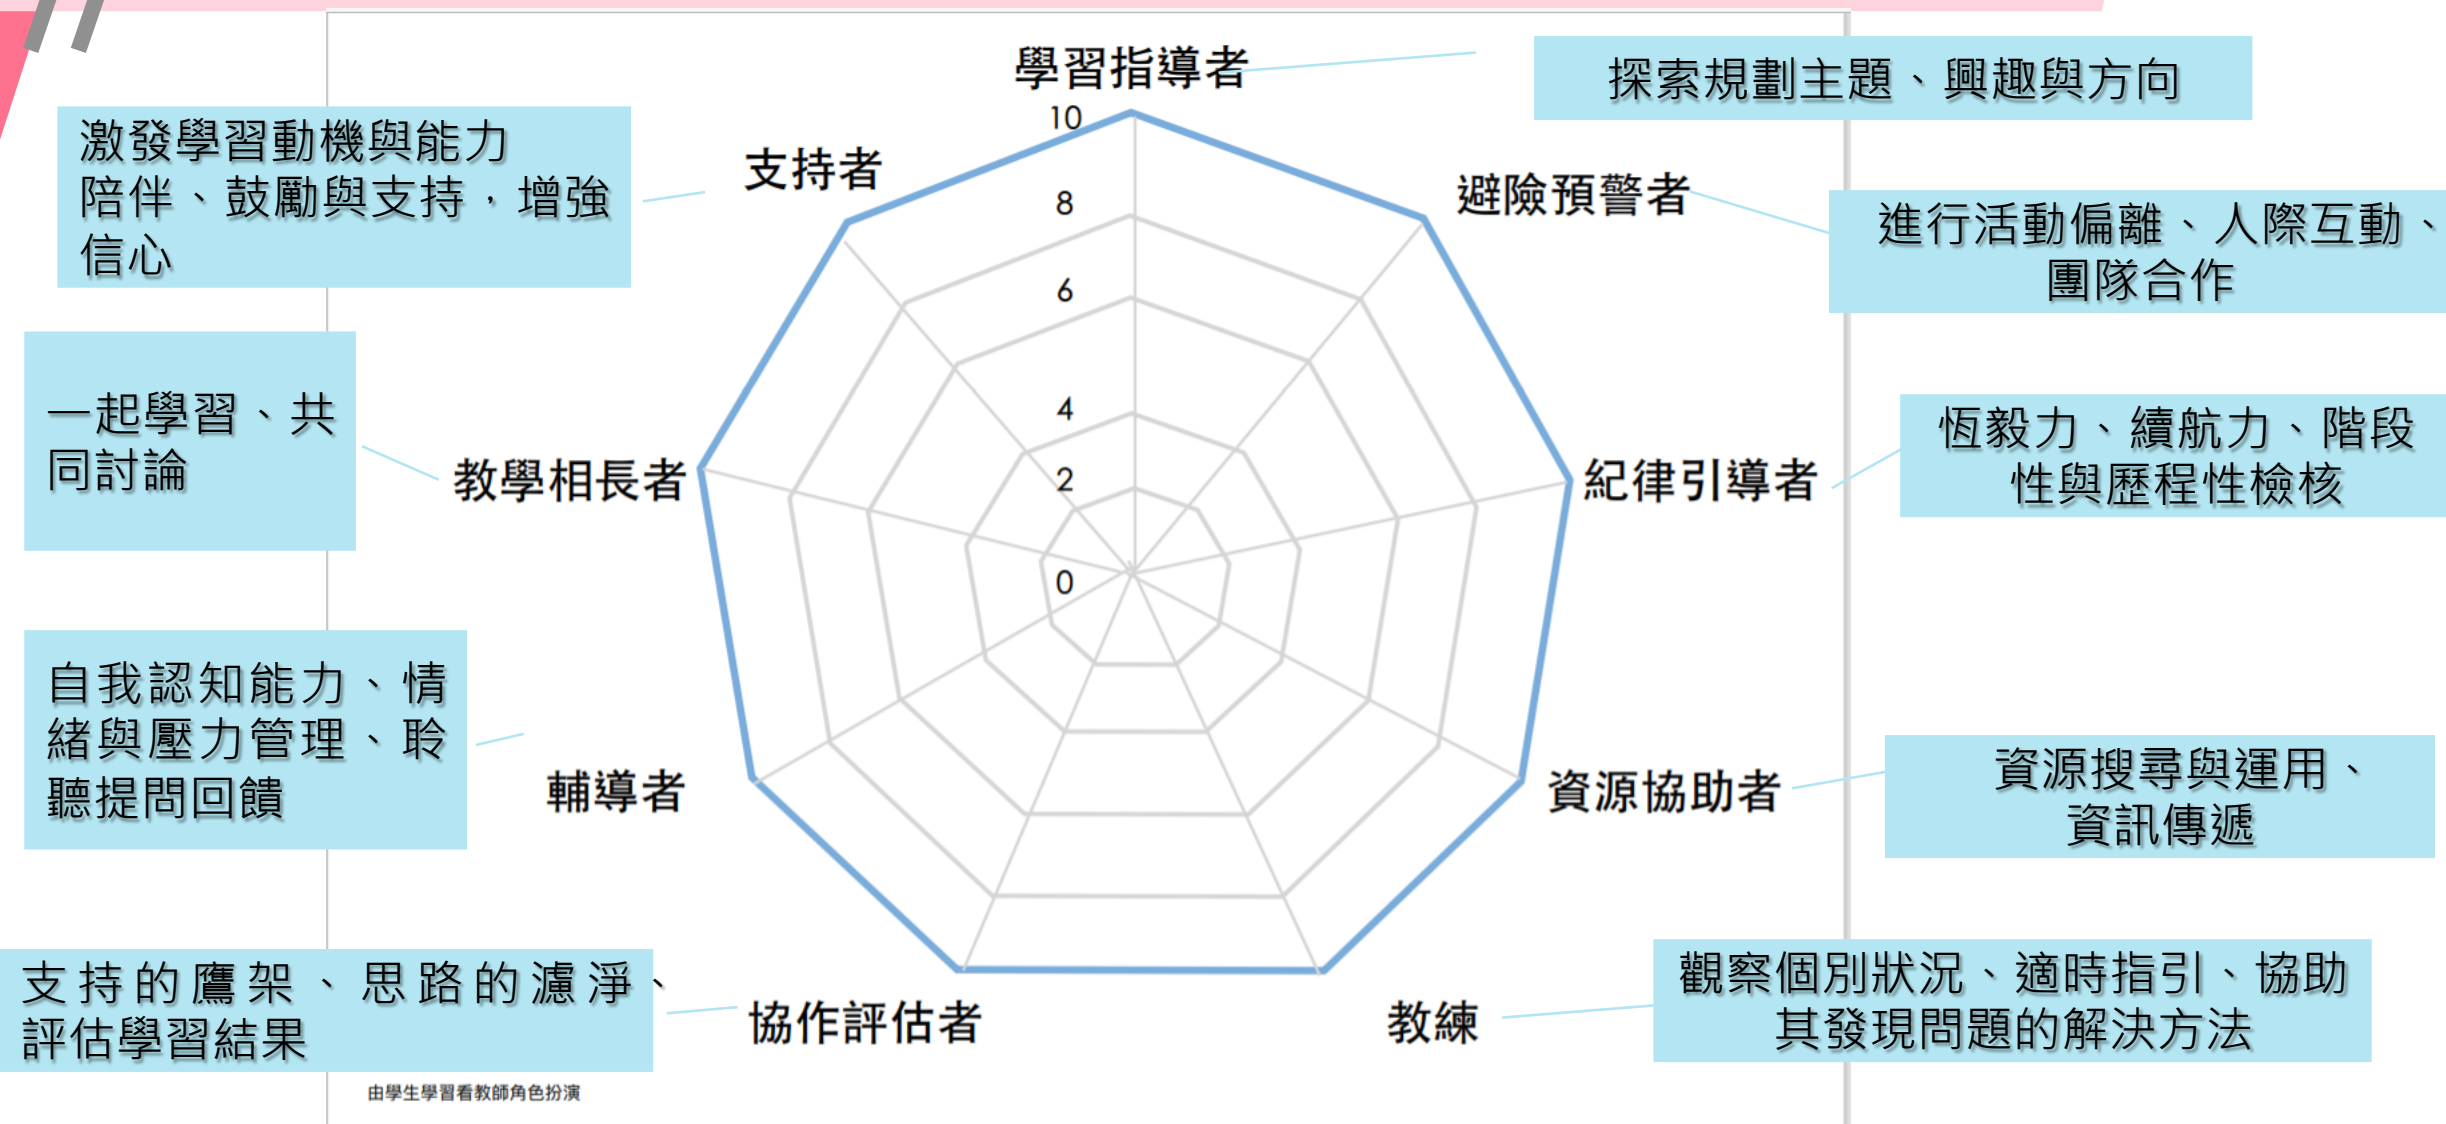 學習指導者
探索規劃主題、興趣與方向
10
8
6
4
2
0
支持者
激發學習動機與能力
陪伴、鼓勵與支持，增強
信心
避險預警者
進行活動偏離、人際互動、
團隊合作
教學相長者
一起學習、共
同討論
紀律引導者
恆毅力、續航力、階段
性與歷程性檢核
輔導者
自我認知能力、情
緒與壓力管理、聆
聽提問回饋
資源協助者
資源搜尋與運用、
資訊傳遞
協作評估者
支持的鷹架、思路的濾淨、
評估學習結果
教練
觀察個別狀況、適時指引、協助
其發現問題的解決方法
由學生學習看教師角色扮演